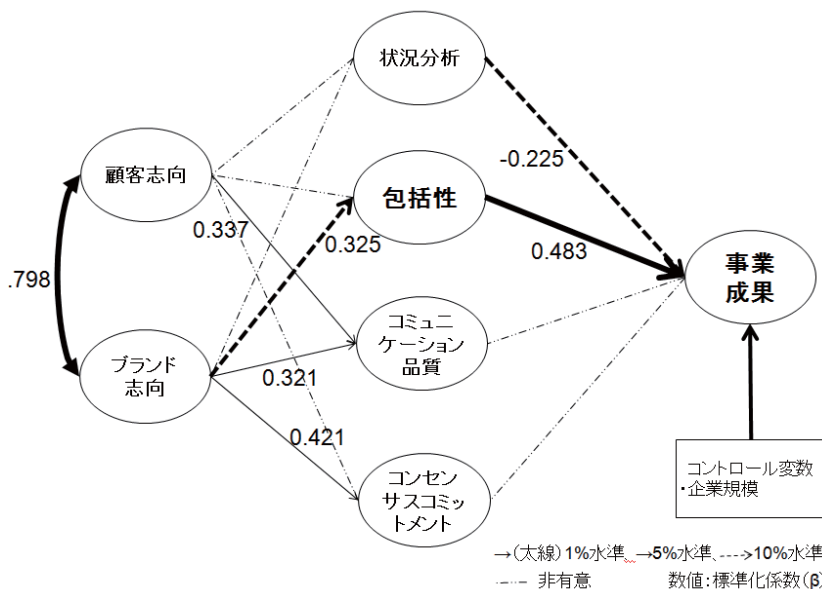 状況分析
-0.225
顧客志向
包括性
0.337
0.325
0.483
事業
成果
.798
コミュニ
ケーション
品質
ブランド
志向
0.321
0.421
コンセン
サスコミッ
トメント
コントロール変数
・企業規模
→(太線)1%水準、→5%水準、---->10%水準
—・・— 非有意 数値：標準化係数(β)